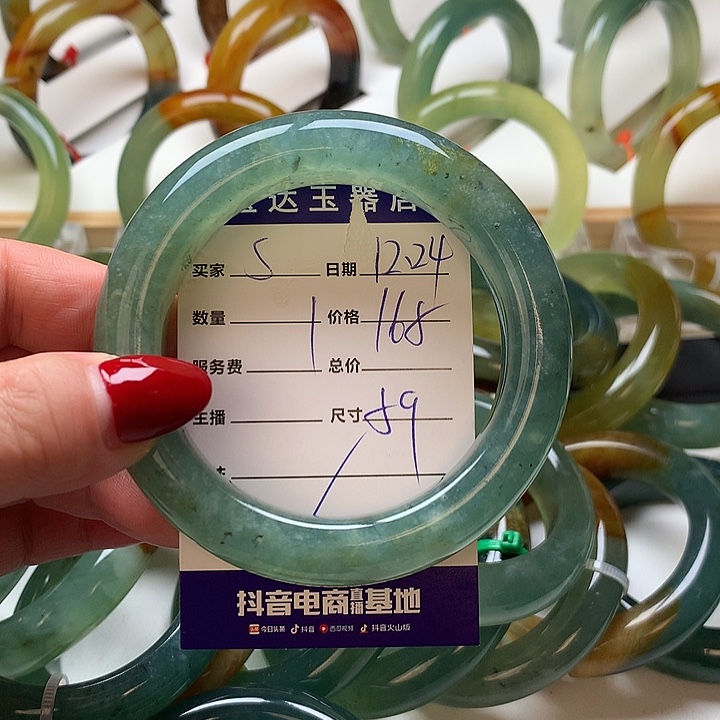 达玉器店
买家 S 日期 12.24
数量 1 价格 168
服务费 总价
主播 尺寸 59
抖音电商直播基地
今日头条 抖音 西瓜视频 抖音火山版